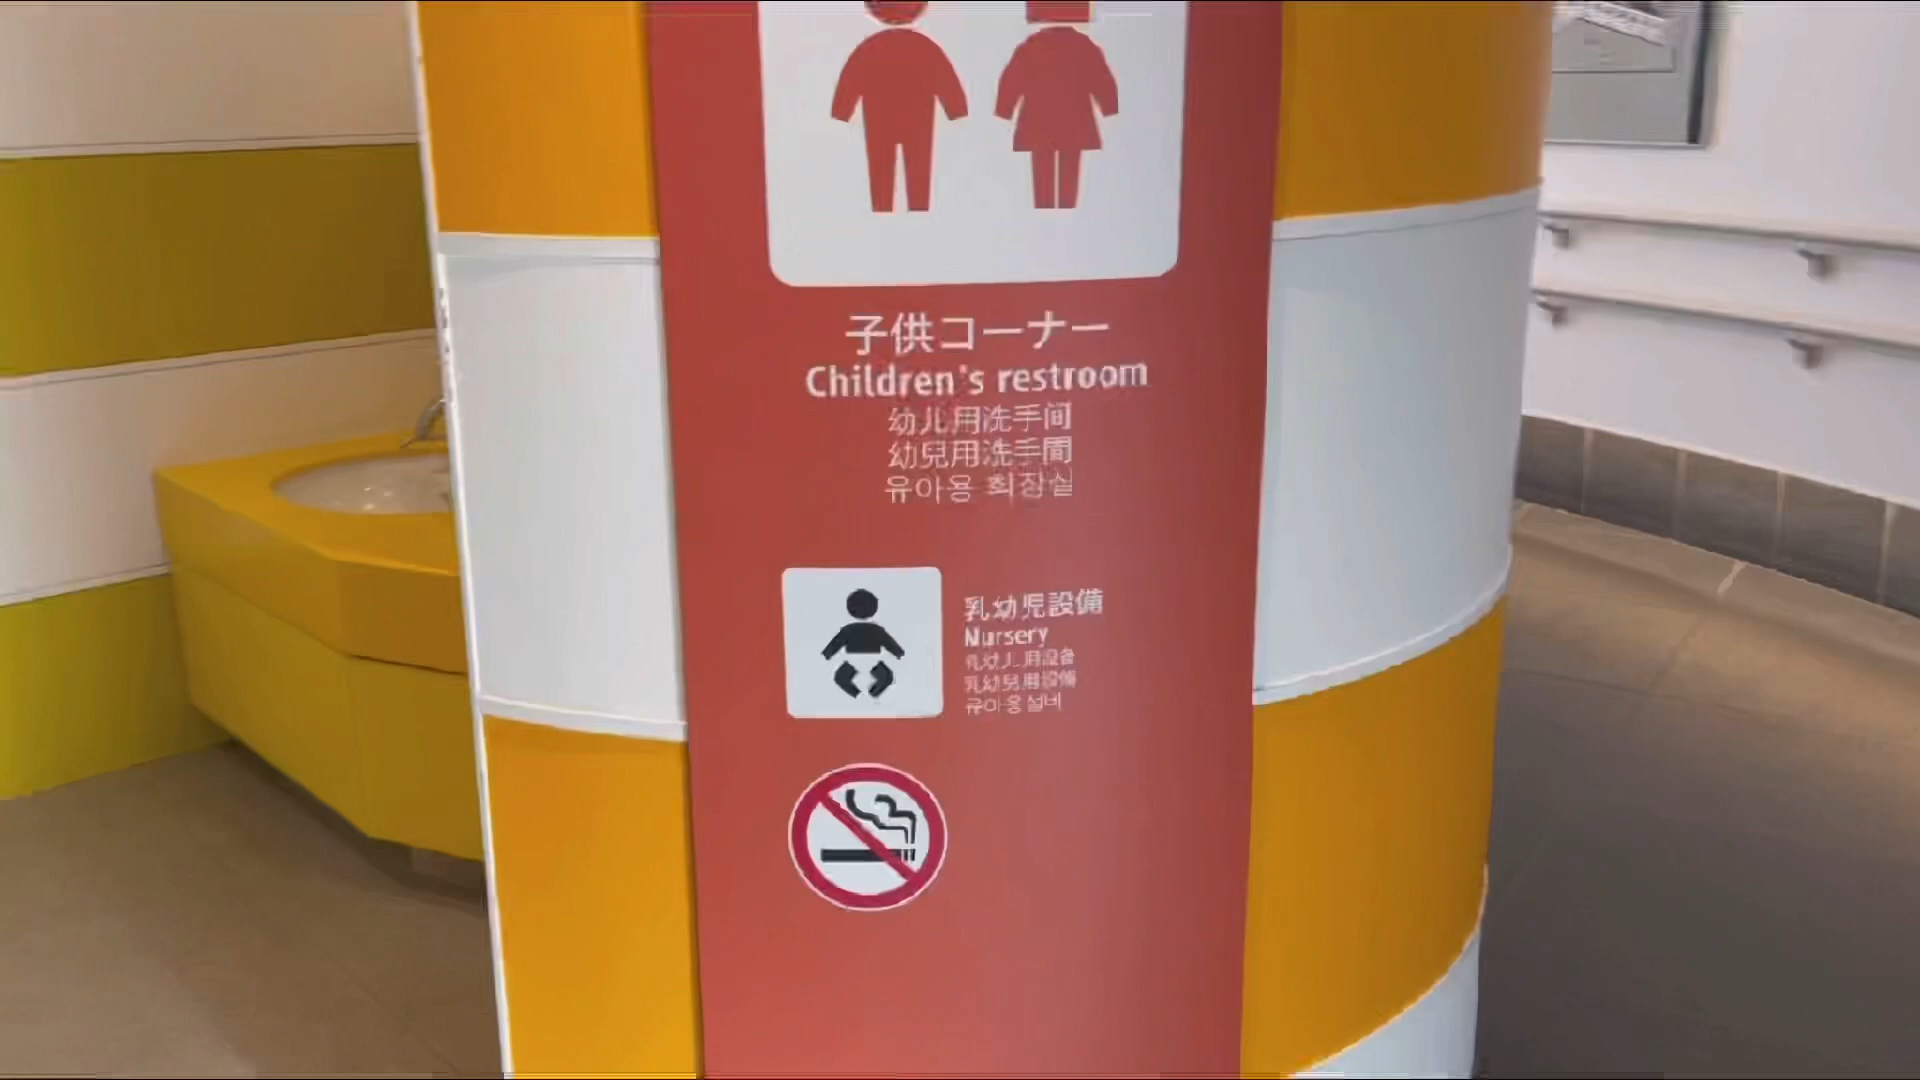 子供コーナー
Children's restroom
幼儿用洗手间
幼兒用洗手間
유아용 화장실
乳幼児設備
Nursery
乳幼儿用设备
乳幼兒用設備
유아용설비